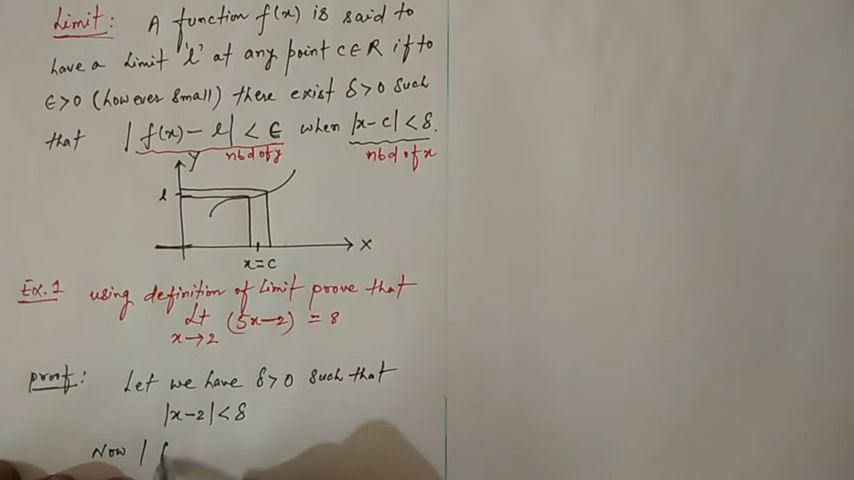 Limit: A function f(x) is said to
have a Limit 'l' at any point c∈R if to
∈>0 (however small) there exist δ>0 such
that |f(x)-l|<∈ when |x-c|<δ.
nbd of y nbd of x
Y
l
X
x=c
Ex.1 using definition of Limit prove that
Lt (5x-2) = 8
x→2
proof: Let we have δ>0 such that
|x-2|<δ
Now |